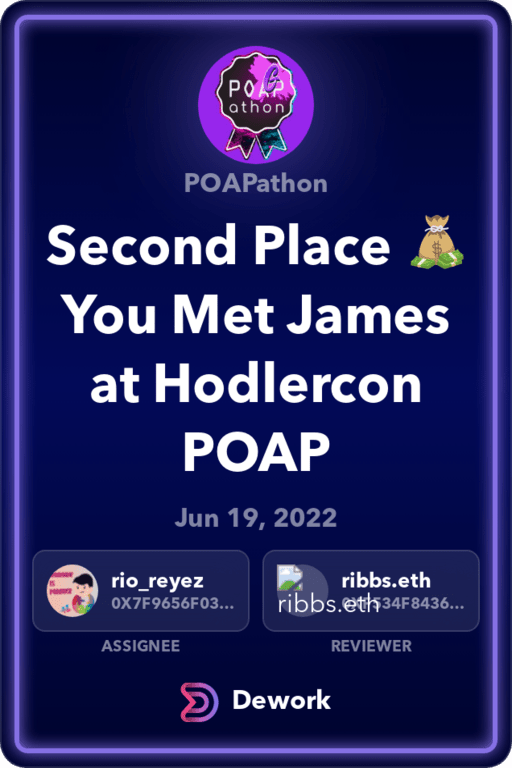 POAP
athon
POAPathon
Second Place 💰
You Met James
at Hodlercon
POAP
Jun 19, 2022
rio_reyez
0X7F9656F03...
ribbs.eth
ribbs.eth
ASSIGNEE
REVIEWER
Dework